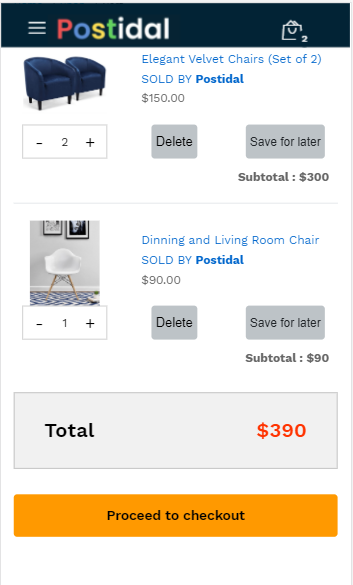 Postidal
2
Elegant Velvet Chairs (Set of 2)
SOLD BY Postidal
$150.00
- 2 +
Delete
Save for later
Subtotal : $300
Dinning and Living Room Chair
SOLD BY Postidal
$90.00
- 1 +
Delete
Save for later
Subtotal : $90
Total $390
Proceed to checkout